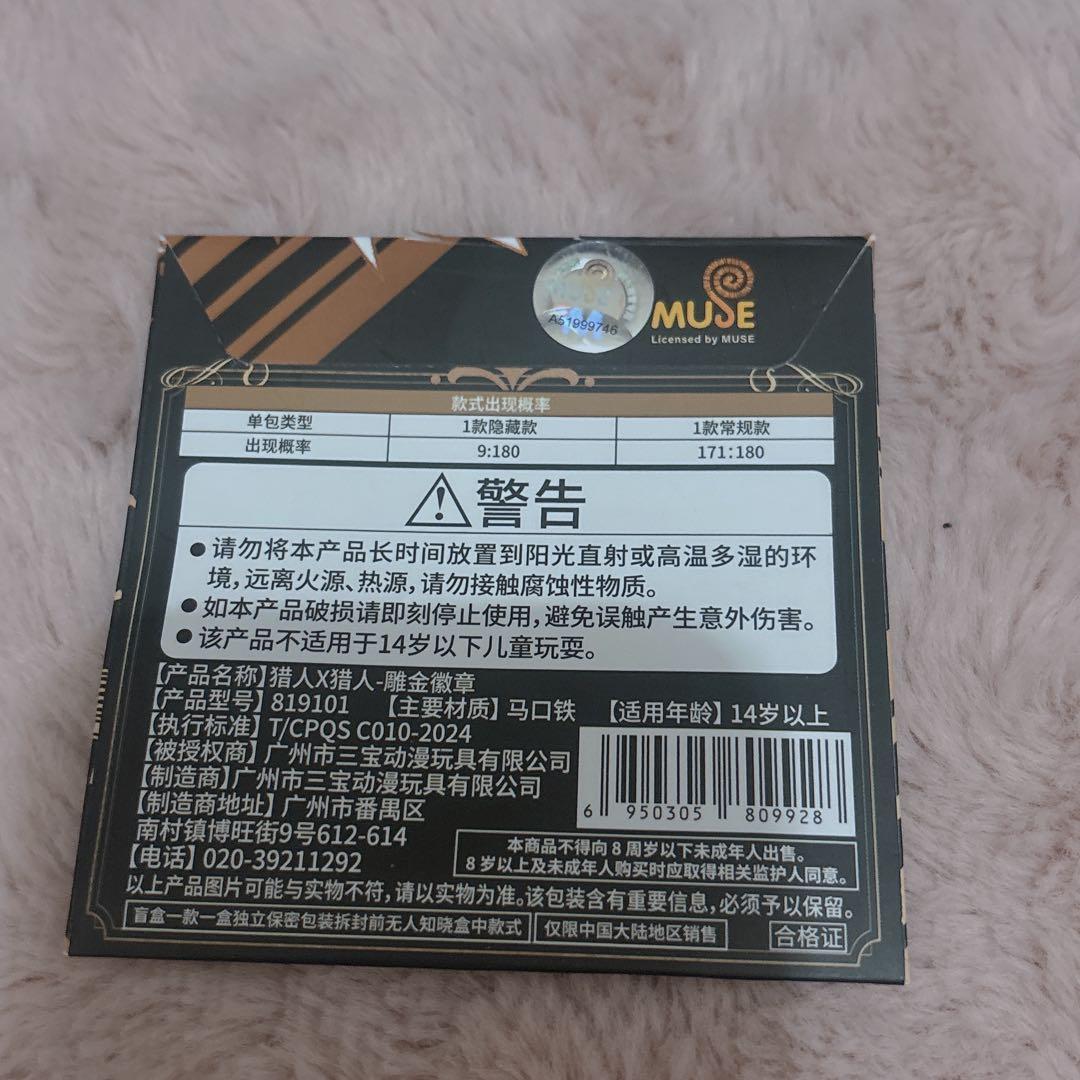 A51999746
MUSE
Licensed by MUSE
款式出现概率
单包类型 1款隐藏款 1款常规款
出现概率 9:180 171:180
警告
●请勿将本产品长时间放置到阳光直射或高温多湿的环
境,远离火源、热源,请勿接触腐蚀性物质。
●如本产品破损请即刻停止使用,避免误触产生意外伤害。
●该产品不适用于14岁以下儿童玩耍。
【产品名称】猎人X猎人-雕金徽章
【产品型号】819101 【主要材质】马口铁 【适用年龄】14岁以上
【执行标准】T/CPQS C010-2024
【被授权商】广州市三宝动漫玩具有限公司
【制造商】广州市三宝动漫玩具有限公司
【制造商地址】广州市番禺区
南村镇博旺街9号612-614
【电话】020-39211292
6 950305 809928
本商品不得向8周岁以下未成年人出售。
8岁以上及未成年人购买时应取得相关监护人同意。
以上产品图片可能与实物不符,请以实物为准。该包装含有重要信息,必须予以保留。
盲盒一款一盒独立保密包装拆封前无人知晓盒中款式 仅限中国大陆地区销售 合格证